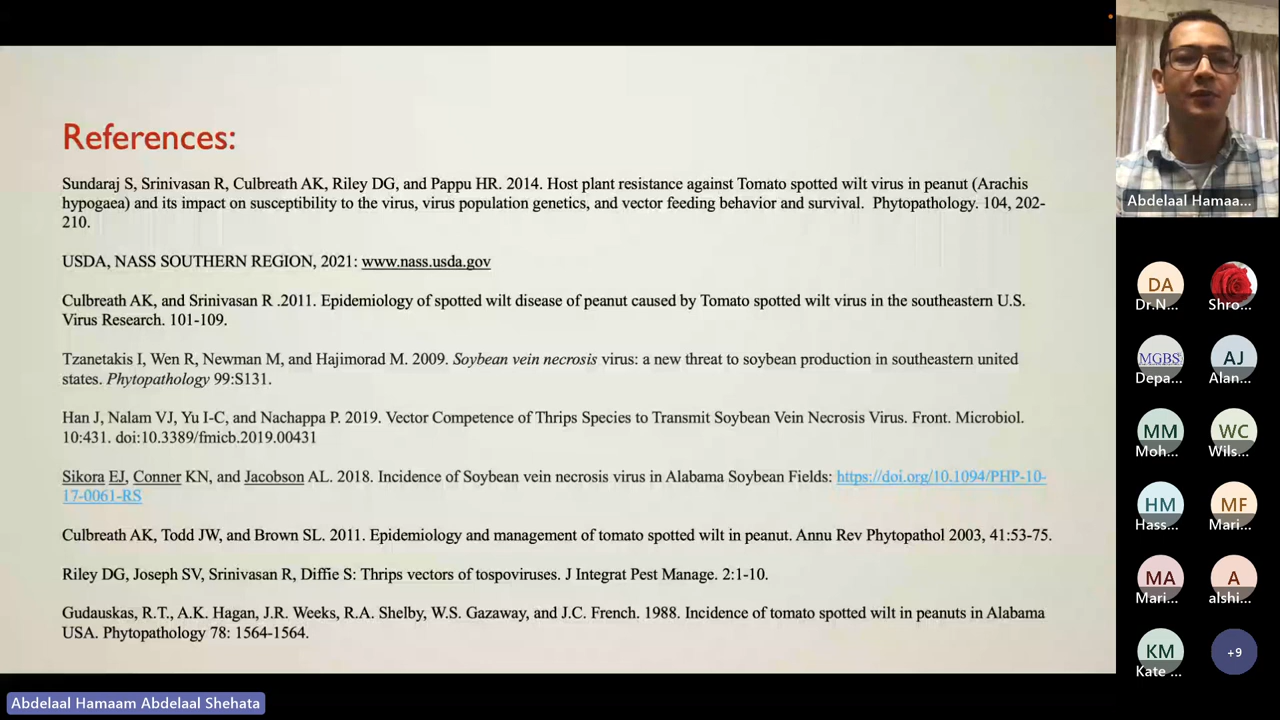 References:
Sundaraj S, Srinivasan R, Culbreath AK, Riley DG, and Pappu HR. 2014. Host plant resistance against Tomato spotted wilt virus in peanut (Arachis
hypogaea) and its impact on susceptibility to the virus, virus population genetics, and vector feeding behavior and survival.  Phytopathology. 104, 202-
210.
USDA, NASS SOUTHERN REGION, 2021: www.nass.usda.gov
Culbreath AK, and Srinivasan R .2011. Epidemiology of spotted wilt disease of peanut caused by Tomato spotted wilt virus in the southeastern U.S.
Virus Research. 101-109.
Tzanetakis I, Wen R, Newman M, and Hajimorad M. 2009. Soybean vein necrosis virus: a new threat to soybean production in southeastern united
states. Phytopathology 99:S131.
Han J, Nalam VJ, Yu I-C, and Nachappa P. 2019. Vector Competence of Thrips Species to Transmit Soybean Vein Necrosis Virus. Front. Microbiol.
10:431. doi:10.3389/fmicb.2019.00431
Sikora EJ, Conner KN, and Jacobson AL. 2018. Incidence of Soybean vein necrosis virus in Alabama Soybean Fields: https://doi.org/10.1094/PHP-10-
17-0061-RS
Culbreath AK, Todd JW, and Brown SL. 2011. Epidemiology and management of tomato spotted wilt in peanut. Annu Rev Phytopathol 2003, 41:53-75.
Riley DG, Joseph SV, Srinivasan R, Diffie S: Thrips vectors of tospoviruses. J Integrat Pest Manage. 2:1-10.
Gudauskas, R.T., A.K. Hagan, J.R. Weeks, R.A. Shelby, W.S. Gazaway, and J.C. French. 1988. Incidence of tomato spotted wilt in peanuts in Alabama
USA. Phytopathology 78: 1564-1564.
Abdelaal Hamaam Abdelaal Shehata
Abdelaal Hamaa...
DA
Dr.N... Shro...
MGBS AJ
Depa... Alan...
MM WC
Moh... Wils...
HM MF
Hass... Mari...
MA A
Mari... alshi...
KM +9
Kate ...